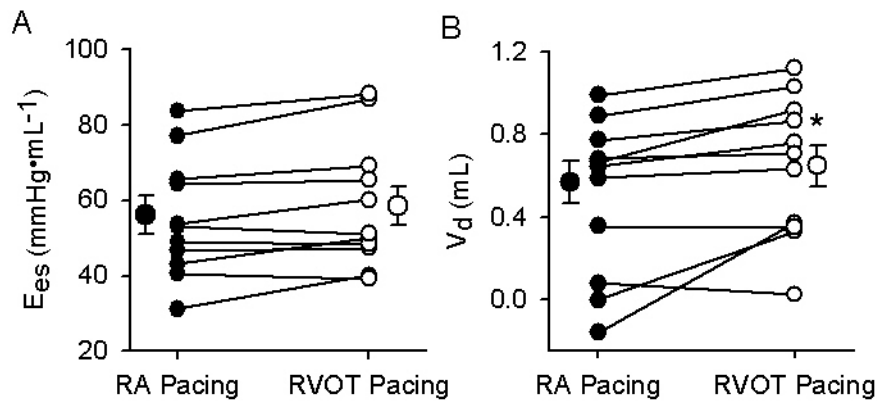 A
100
80
60
40
20
Ees (mmHg•mL-1)
RA Pacing
RVOT Pacing
B
1.2
0.8
0.4
0.0
Vd (mL)
*
RA Pacing
RVOT Pacing